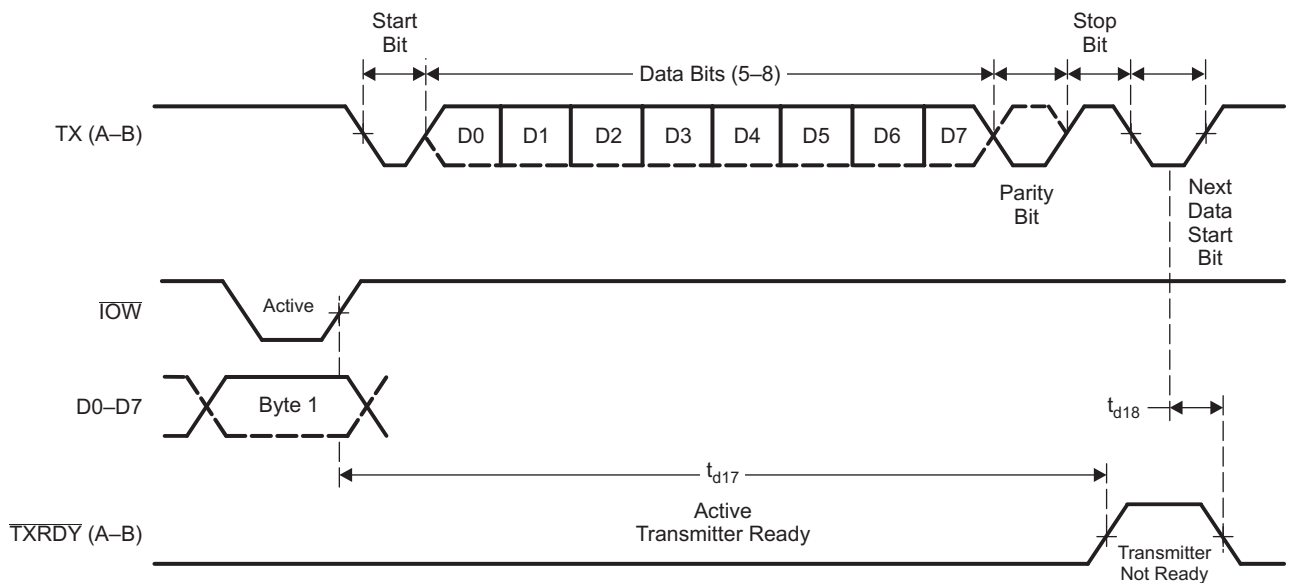 Start
Bit
Data Bits (5–8)
Stop
Bit
TX (A–B)
D0 D1 D2 D3 D4 D5 D6 D7
Parity
Bit
Next
Data
Start
Bit
IOW
Active
D0–D7
Byte 1
td18
td17
TXRDY (A–B)
Active
Transmitter Ready
Transmitter
Not Ready